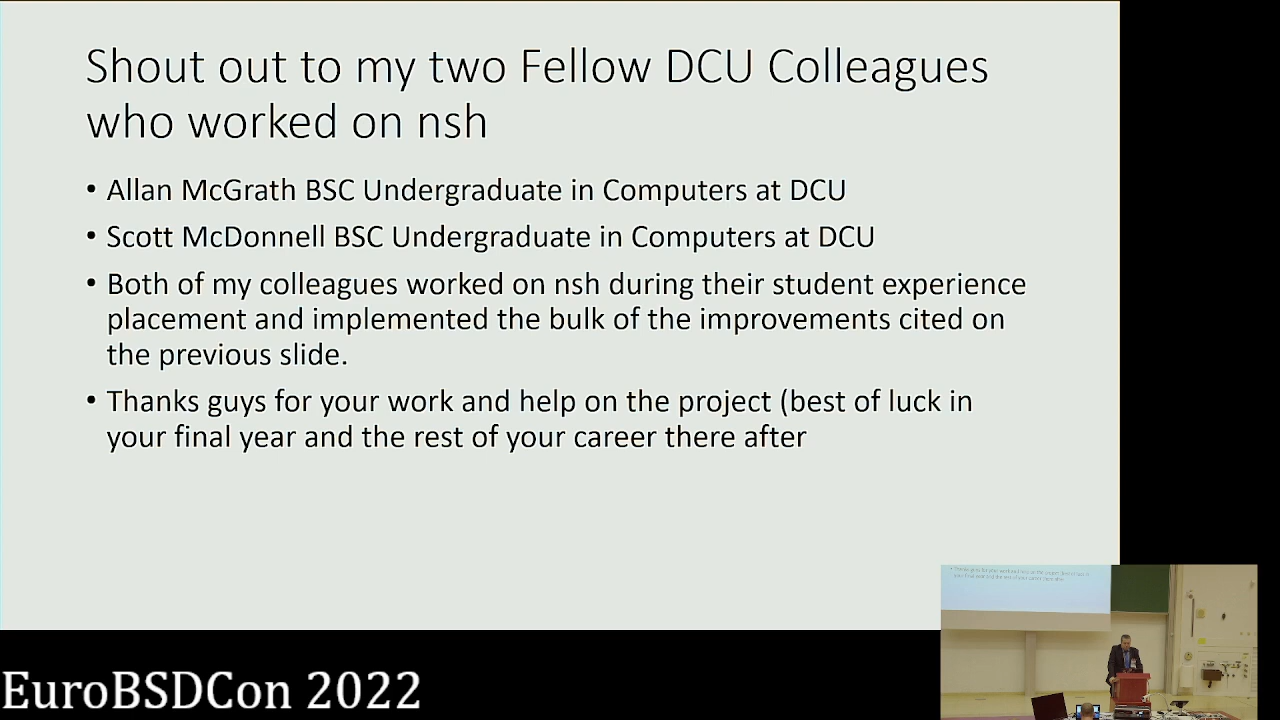 Shout out to my two Fellow DCU Colleagues
who worked on nsh
• Allan McGrath BSC Undergraduate in Computers at DCU
• Scott McDonnell BSC Undergraduate in Computers at DCU
• Both of my colleagues worked on nsh during their student experience
placement and implemented the bulk of the improvements cited on
the previous slide.
• Thanks guys for your work and help on the project (best of luck in
your final year and the rest of your career there after
EuroBSDCon 2022